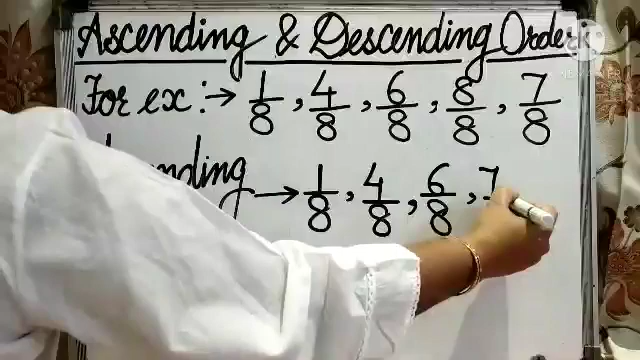 Ascending & Descending Order
For ex :→ 1/8 , 4/8 , 6/8 , 8/8 , 7/8
→ 1/8 , 4/8 , 6/8 , 7